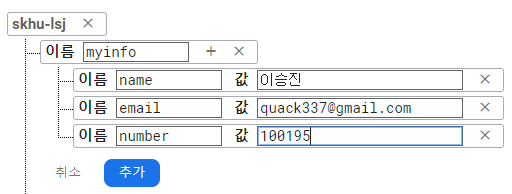 skhu-lsj ×
이름 myinfo + ×
이름 name 값 이승진 ×
이름 email 값 quack337@gmail.com ×
이름 number 값 100195 ×
취소 추가